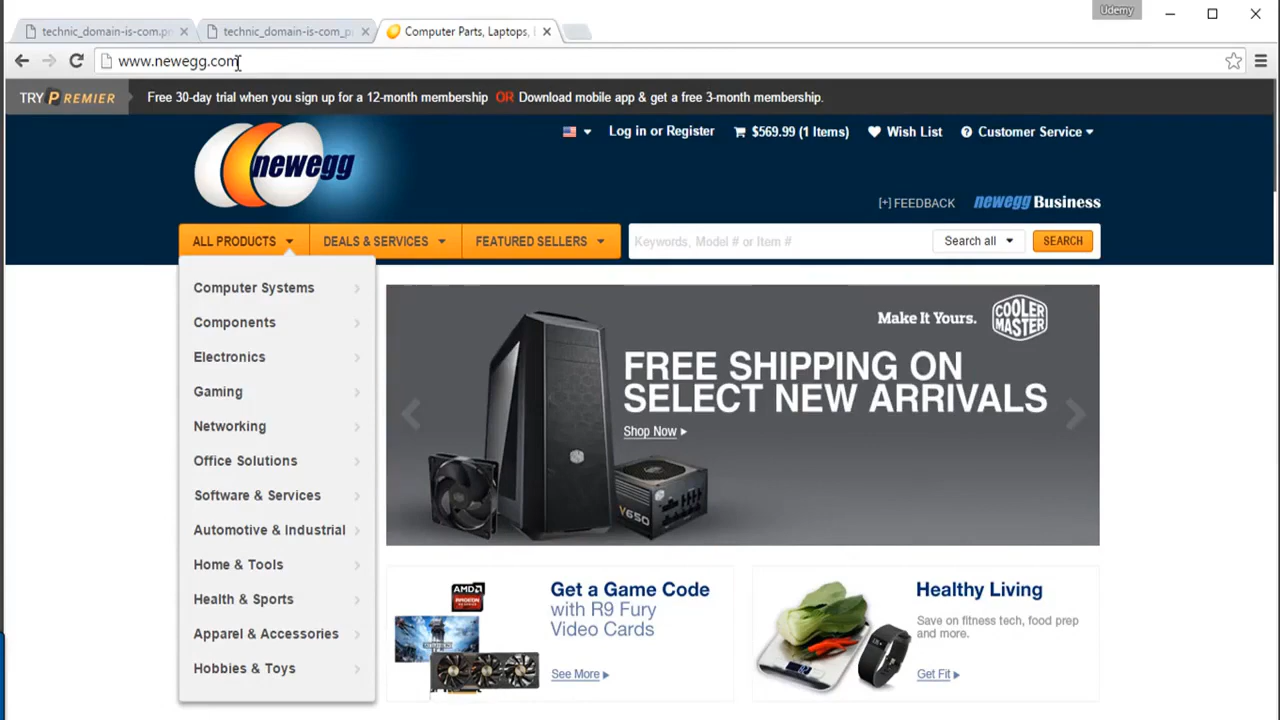 Udemy
technic_domain-is-com.pe
technic_domain-is-com_p
Computer Parts, Laptops,
www.newegg.com
TRY PREMIER
Free 30-day trial when you sign up for a 12-month membership OR Download mobile app & get a free 3-month membership.
newegg
Log in or Register
$569.99 (1 Items)
Wish List
Customer Service
[+] FEEDBACK
newegg Business
ALL PRODUCTS
DEALS & SERVICES
FEATURED SELLERS
Keywords, Model # or Item #
Search all
SEARCH
Computer Systems
Components
Electronics
Gaming
Networking
Office Solutions
Software & Services
Automotive & Industrial
Home & Tools
Health & Sports
Apparel & Accessories
Hobbies & Toys
Make It Yours.
COOLER MASTER
FREE SHIPPING ON
SELECT NEW ARRIVALS
Shop Now
V650
AMD
RADEON
Get a Game Code
with R9 Fury
Video Cards
See More
Healthy Living
Save on fitness tech, food prep
and more.
Get Fit